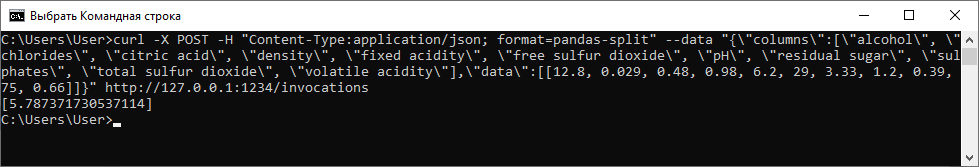 Выбрать Командная строка
C:\Users\User>curl -X POST -H "Content-Type:application/json; format=pandas-split" --data "{\"columns\":[\"alcohol\", \"
chlorides\", \"citric acid\", \"density\", \"fixed acidity\", \"free sulfur dioxide\", \"pH\", \"residual sugar\", \"sul
phates\", \"total sulfur dioxide\", \"volatile acidity\"],\"data\":[[12.8, 0.029, 0.48, 0.98, 6.2, 29, 3.33, 1.2, 0.39,
75, 0.66]]}" http://127.0.0.1:1234/invocations
[5.787371730537114]
C:\Users\User>